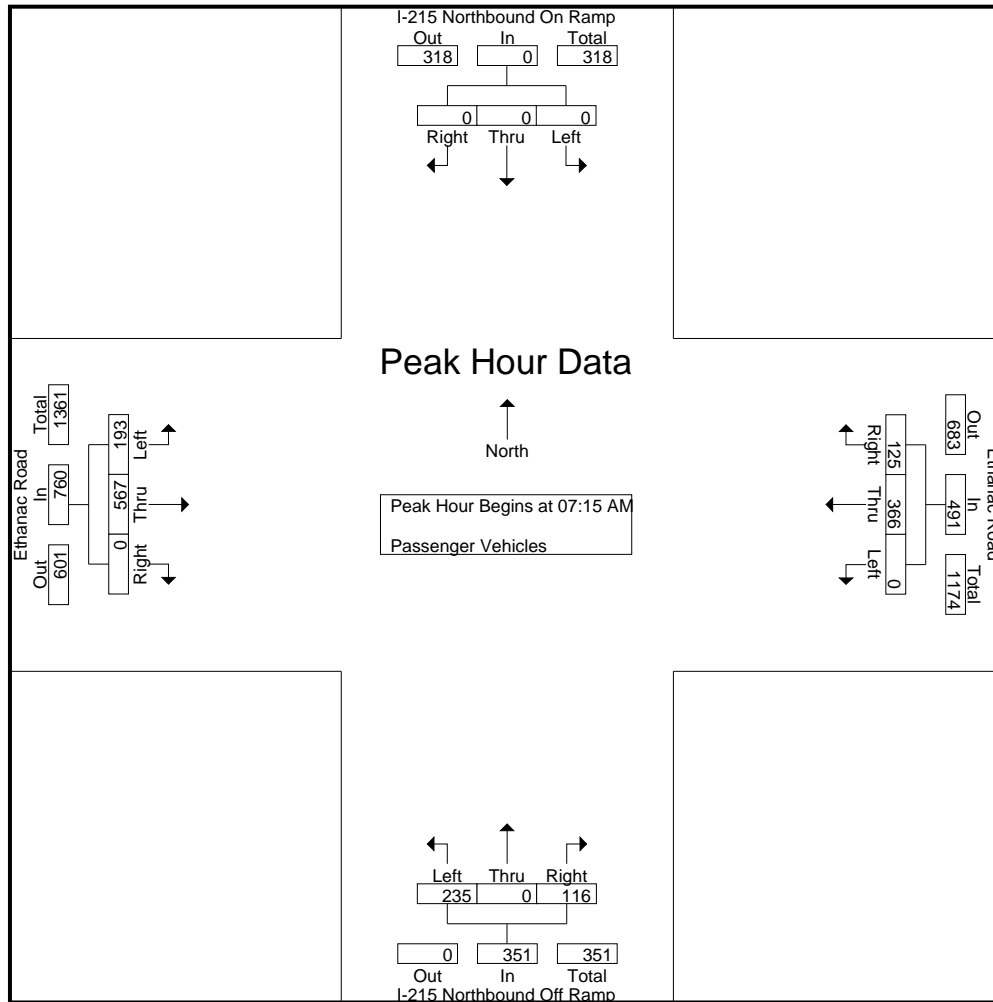 I-215 Northbound On Ramp
Out In Total
318 0 318
0 0 0
Right Thru Left
Peak Hour Data
North
Peak Hour Begins at 07:15 AM
Passenger Vehicles
Ethanac Road
Out In Total
601 760 1361
193 567 0
Left Thru Right
Ethanac Road
Out In Total
683 491 1174
125 366 0
Right Thru Left
Left Thru Right
235 0 116
0 351 351
Out In Total
I-215 Northbound Off Ramp